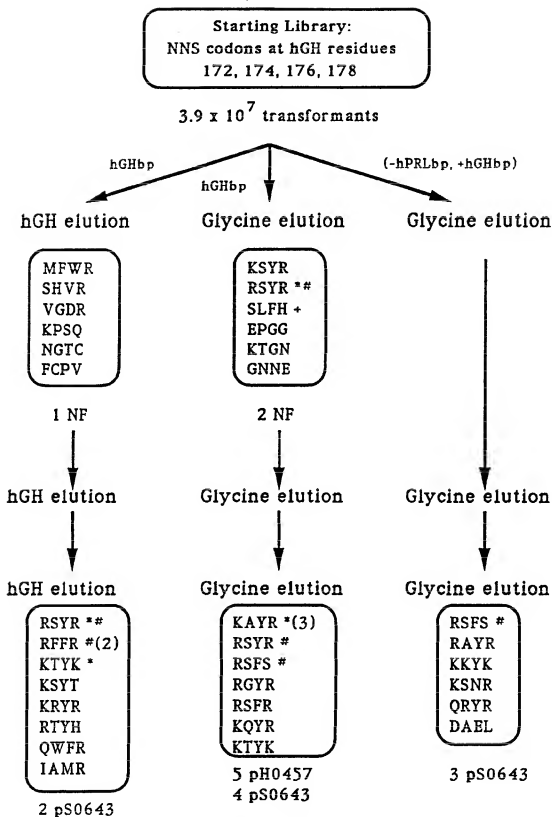 Starting Library:
NNS codons at hGH residues
172, 174, 176, 178
3.9 x 10^7 transformants
hGHbp
hGHbp
(-hPRLbp, +hGHbp)
hGH elution
Glycine elution
Glycine elution
MFWR
SHVR
VGDR
KPSQ
NGTC
FCPV
1 NF
KSYR
RSYR *#
SLFH +
EPGG
KTGN
GNNE
2 NF
hGH elution
Glycine elution
Glycine elution
hGH elution
Glycine elution
Glycine elution
RSYR *#
RFFR #(2)
KTYK *
KSYT
KRYR
RTYH
QWFR
IAMR
2 pS0643
KAYR *(3)
RSYR #
RSFS #
RGYR
RSFR
KQYR
KTYK
5 pH0457
4 pS0643
RSFS #
RAYR
KKYK
KSNR
QRYR
DAEL
3 pS0643